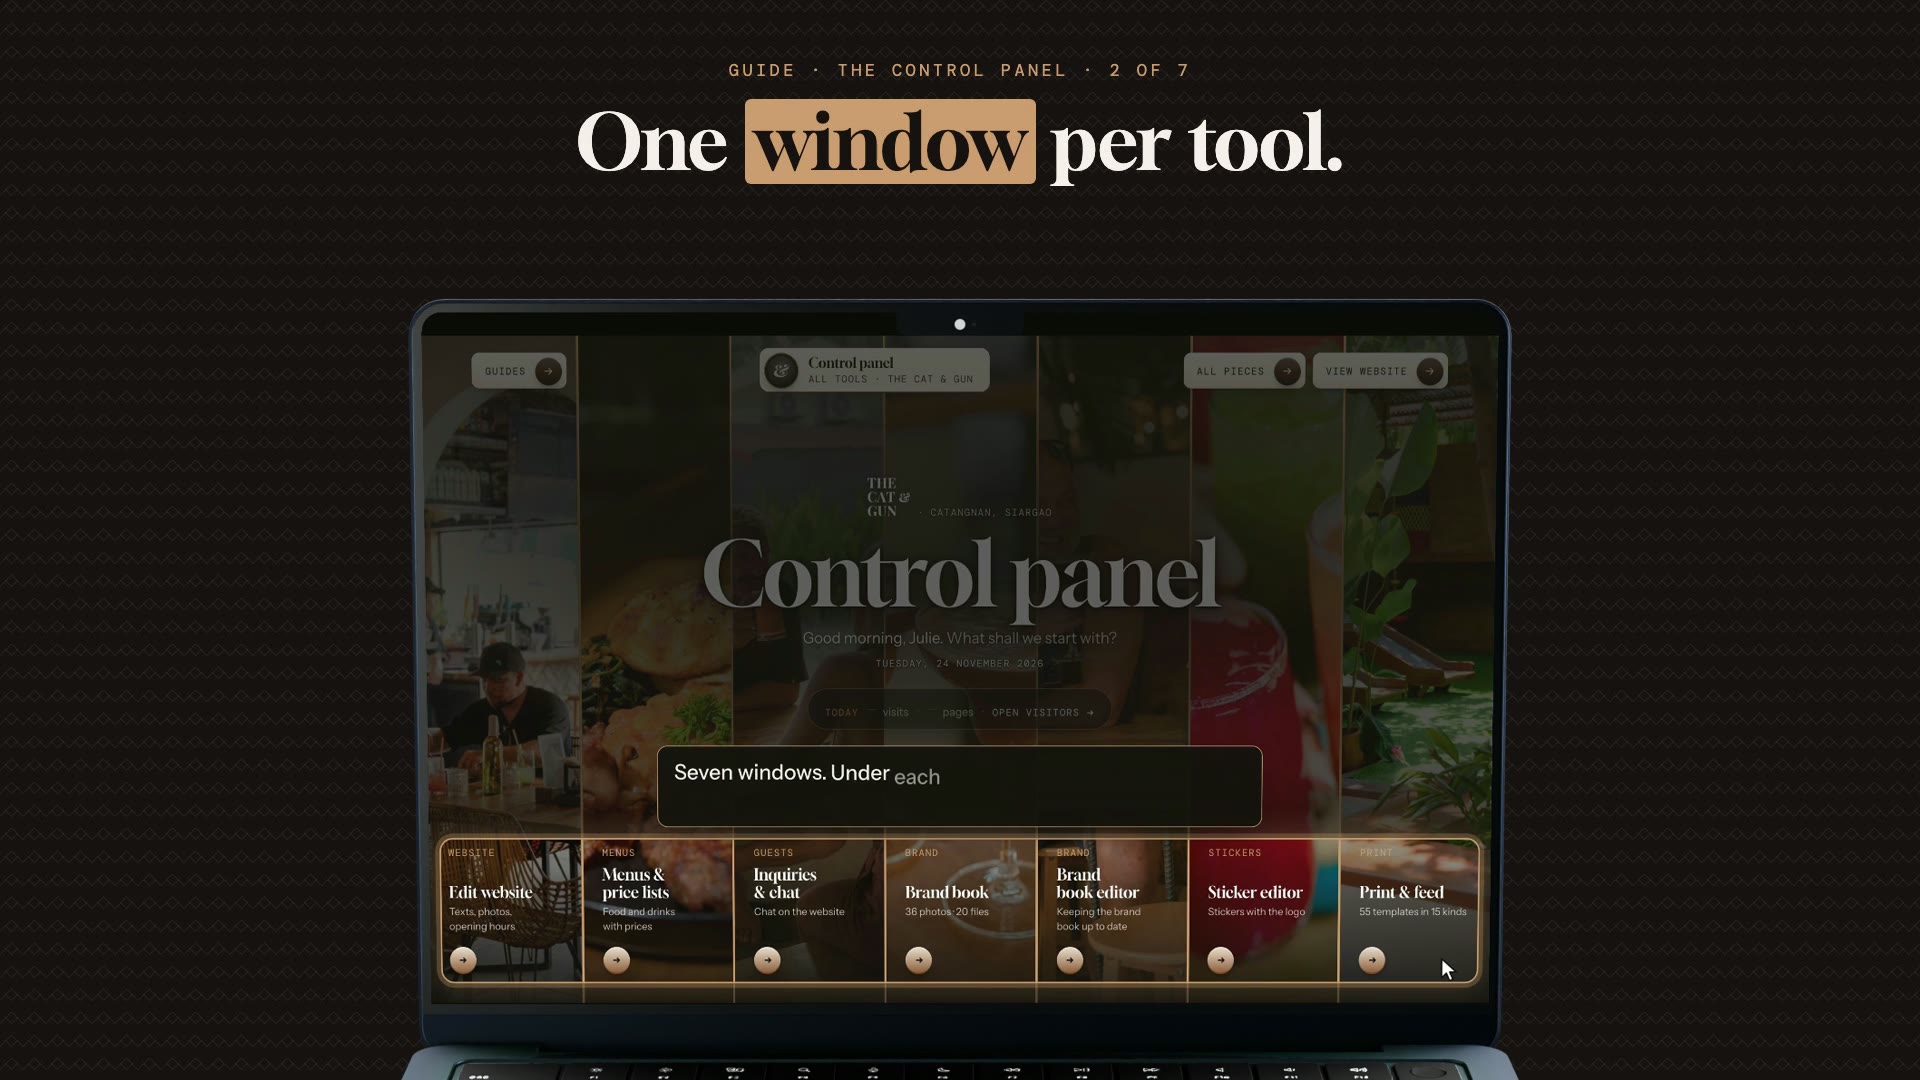 GUIDE · THE CONTROL PANEL · 2 OF 7
One window per tool.
GUIDES
&
Control panel
ALL TOOLS · THE CAT & GUN
ALL PIECES
VIEW WEBSITE
THE
CAT &
GUN
· CATANGNAN, SIARGAO
Control panel
Good morning, Julie. What shall we start with?
TUESDAY, 24 NOVEMBER 2026
TODAY — visits · — pages · OPEN VISITORS →
Seven windows. Under each
WEBSITE
Edit website
Texts, photos,
opening hours
MENUS
Menus &
price lists
Food and drinks
with prices
GUESTS
Inquiries
& chat
Chat on the website
BRAND
Brand book
36 photos · 20 files
BRAND
Brand
book editor
Keeping the brand
book up to date
STICKERS
Sticker editor
Stickers with the logo
PRINT
Print & feed
55 templates in 15 kinds